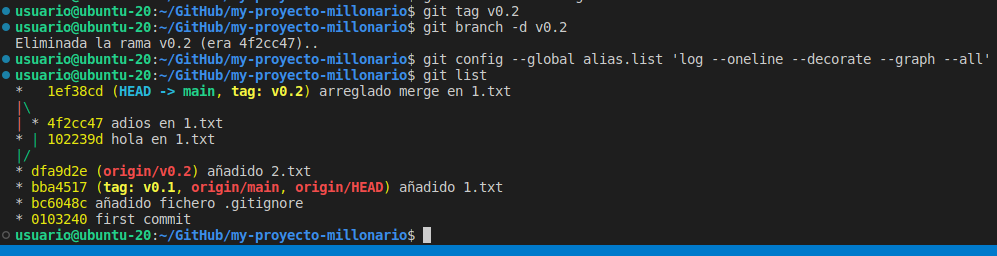 usuario@ubuntu-20:~/GitHub/my-proyecto-millonario$ git tag v0.2
usuario@ubuntu-20:~/GitHub/my-proyecto-millonario$ git branch -d v0.2
Eliminada la rama v0.2 (era 4f2cc47)..
usuario@ubuntu-20:~/GitHub/my-proyecto-millonario$ git config --global alias.list 'log --oneline --decorate --graph --all'
usuario@ubuntu-20:~/GitHub/my-proyecto-millonario$ git list
*   1ef38cd (HEAD -> main, tag: v0.2) arreglado merge en 1.txt
|\
| * 4f2cc47 adios en 1.txt
* | 102239d hola en 1.txt
|/
* dfa9d2e (origin/v0.2) añadido 2.txt
* bba4517 (tag: v0.1, origin/main, origin/HEAD) añadido 1.txt
* bc6048c añadido fichero .gitignore
* 0103240 first commit
usuario@ubuntu-20:~/GitHub/my-proyecto-millonario$